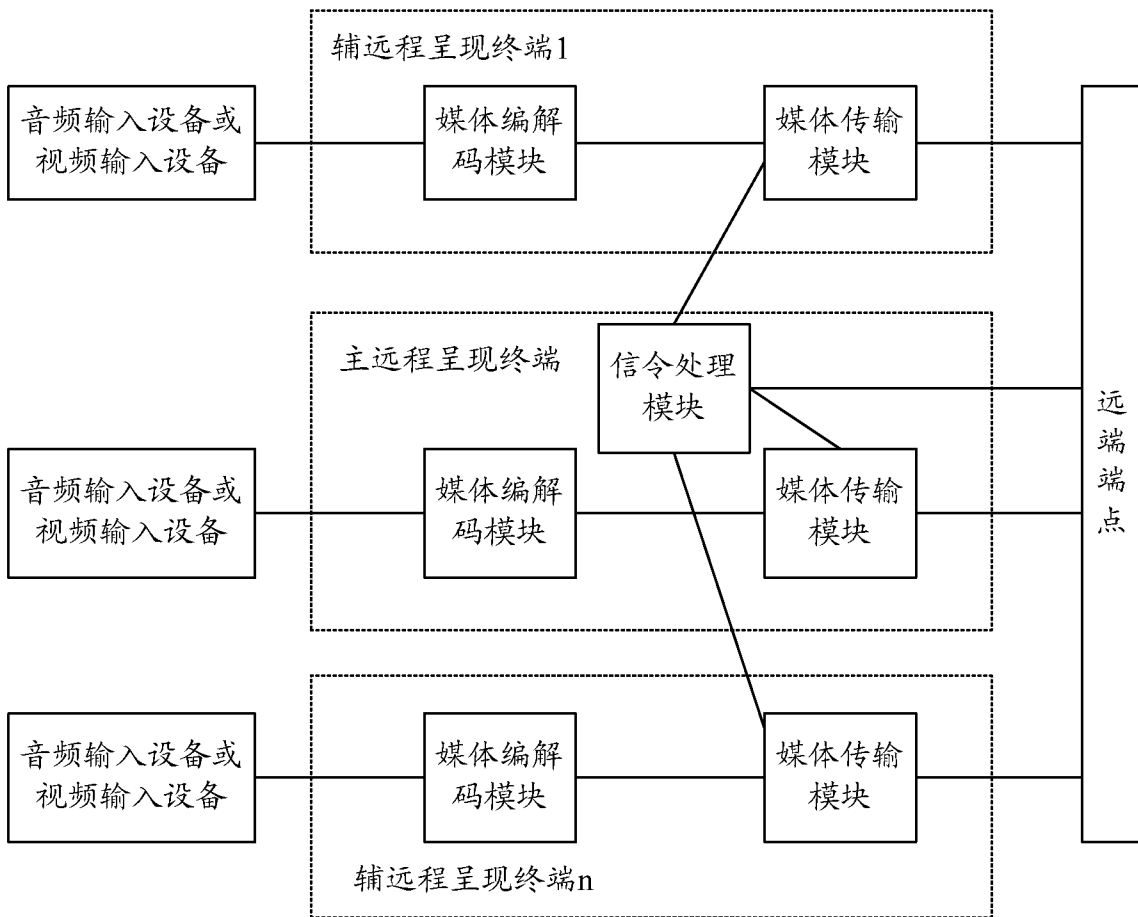 辅远程呈现终端1
音频输入设备或
视频输入设备
媒体编解
码模块
媒体传输
模块
主远程呈现终端
信令处理
模块
音频输入设备或
视频输入设备
媒体编解
码模块
媒体传输
模块
远
端
端
点
音频输入设备或
视频输入设备
媒体编解
码模块
媒体传输
模块
辅远程呈现终端n